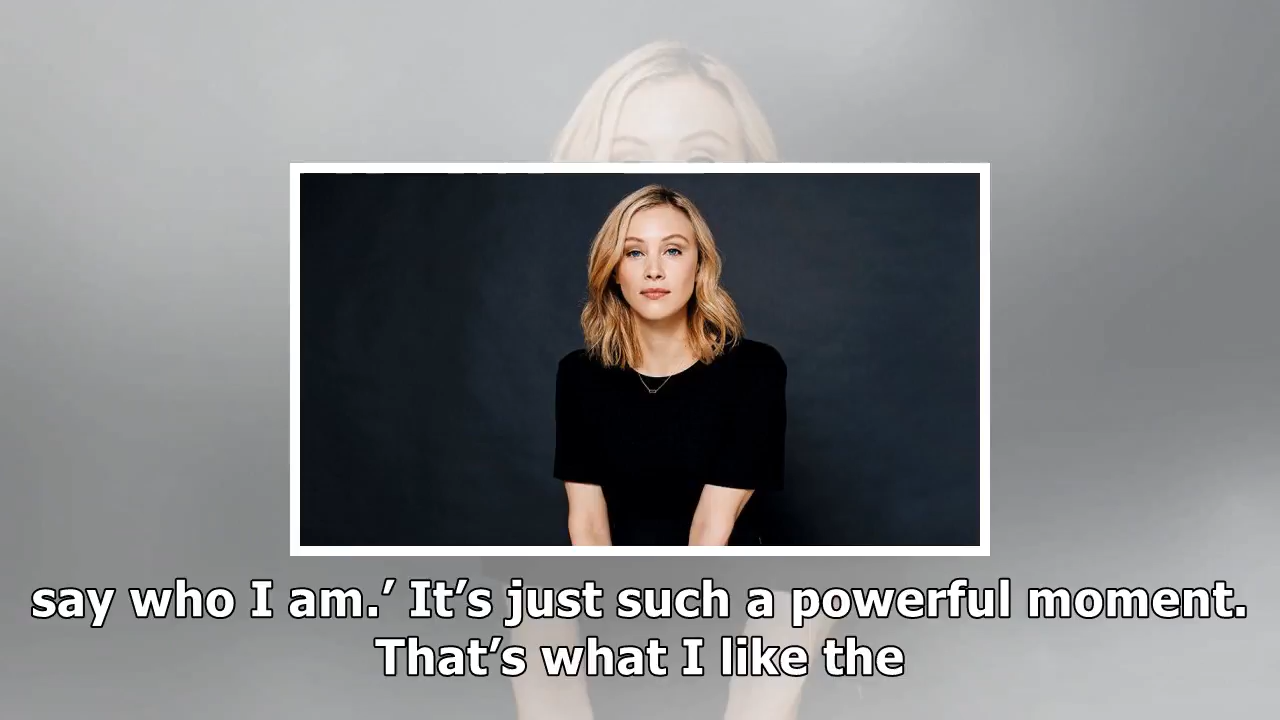 say who I am.’ It’s just such a powerful moment.
That’s what I like the